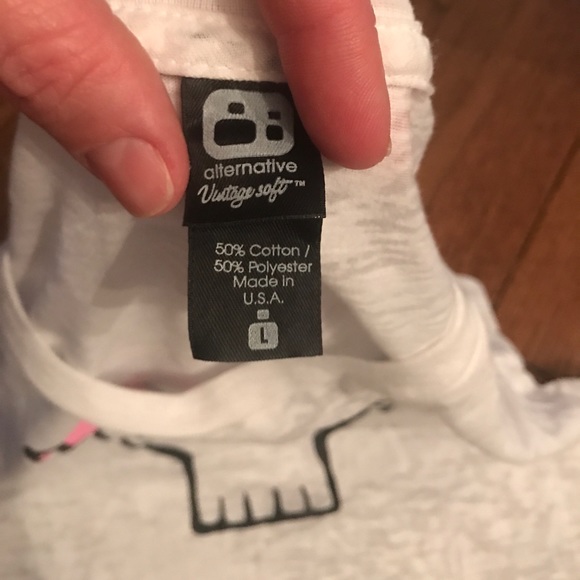 alternative
Vintage soft™
50% Cotton /
50% Polyester
Made in
U.S.A.
L